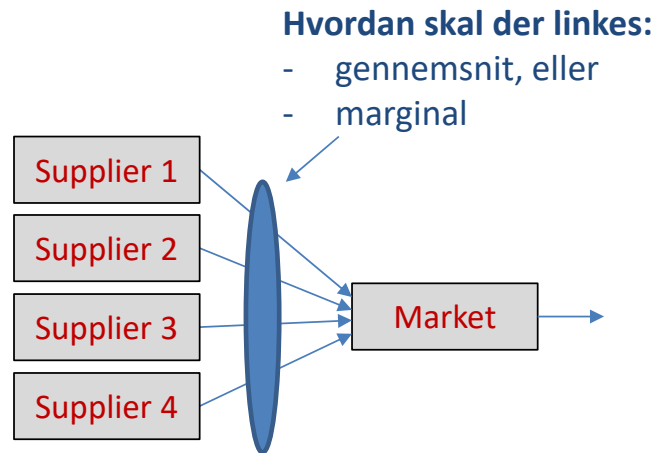 Hvordan skal der linkes:
- gennemsnit, eller
- marginal
Supplier 1
Supplier 2
Supplier 3
Supplier 4
Market